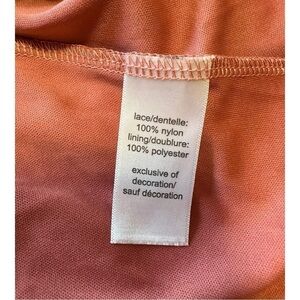 lace/dentelle:
100% nylon
lining/doublure:
100% polyester
exclusive of
decoration/
sauf décoration